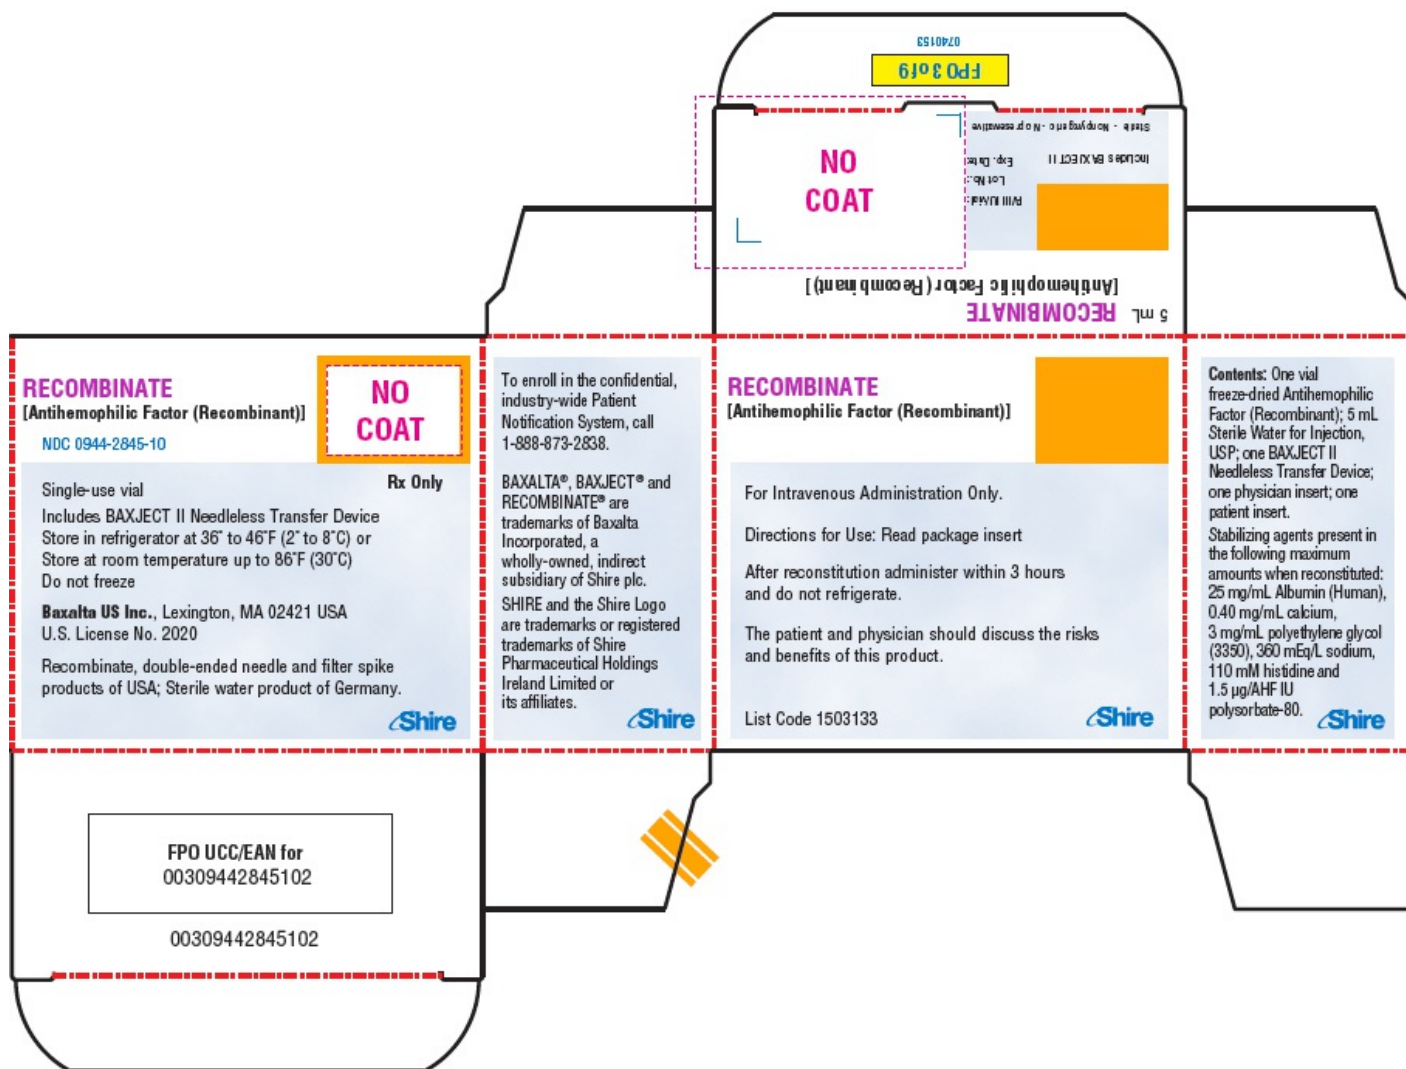 0740153
FPO 3 of 9
Sterile - Nonpyrogenic - No preservative
Includes BAXJECT II
Exp. Date:
Lot No.:
FVIII IU/vial:
NO
COAT
[Antihemophilic Factor (Recombinant)]
5 mL RECOMBINATE
RECOMBINATE
[Antihemophilic Factor (Recombinant)]
NDC 0944-2845-10
NO
COAT
Rx Only
Single-use vial
Includes BAXJECT II Needleless Transfer Device
Store in refrigerator at 36˚ to 46˚F (2˚ to 8˚C) or
Store at room temperature up to 86˚F (30˚C)
Do not freeze
Baxalta US Inc., Lexington, MA 02421 USA
U.S. License No. 2020
Recombinate, double-ended needle and filter spike
products of USA; Sterile water product of Germany.
Shire
To enroll in the confidential,
industry-wide Patient
Notification System, call
1-888-873-2838.
BAXALTA®, BAXJECT® and
RECOMBINATE® are
trademarks of Baxalta
Incorporated, a
wholly-owned, indirect
subsidiary of Shire plc.
SHIRE and the Shire Logo
are trademarks or registered
trademarks of Shire
Pharmaceutical Holdings
Ireland Limited or
its affiliates.
Shire
RECOMBINATE
[Antihemophilic Factor (Recombinant)]
For Intravenous Administration Only.
Directions for Use: Read package insert
After reconstitution administer within 3 hours
and do not refrigerate.
The patient and physician should discuss the risks
and benefits of this product.
List Code 1503133
Shire
Contents: One vial
freeze-dried Antihemophilic
Factor (Recombinant); 5 mL
Sterile Water for Injection,
USP; one BAXJECT II
Needleless Transfer Device;
one physician insert; one
patient insert.
Stabilizing agents present in
the following maximum
amounts when reconstituted:
25 mg/mL Albumin (Human),
0.40 mg/mL calcium,
3 mg/mL polyethylene glycol
(3350), 360 mEq/L sodium,
110 mM histidine and
1.5 µg/AHF IU
polysorbate-80.
Shire
FPO UCC/EAN for
00309442845102
00309442845102